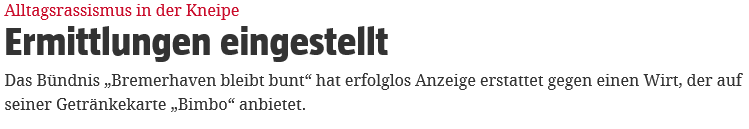 Alltagsrassismus in der Kneipe
Ermittlungen eingestellt
Das Bündnis „Bremerhaven bleibt bunt“ hat erfolglos Anzeige erstattet gegen einen Wirt, der auf
seiner Getränkekarte „Bimbo“ anbietet.